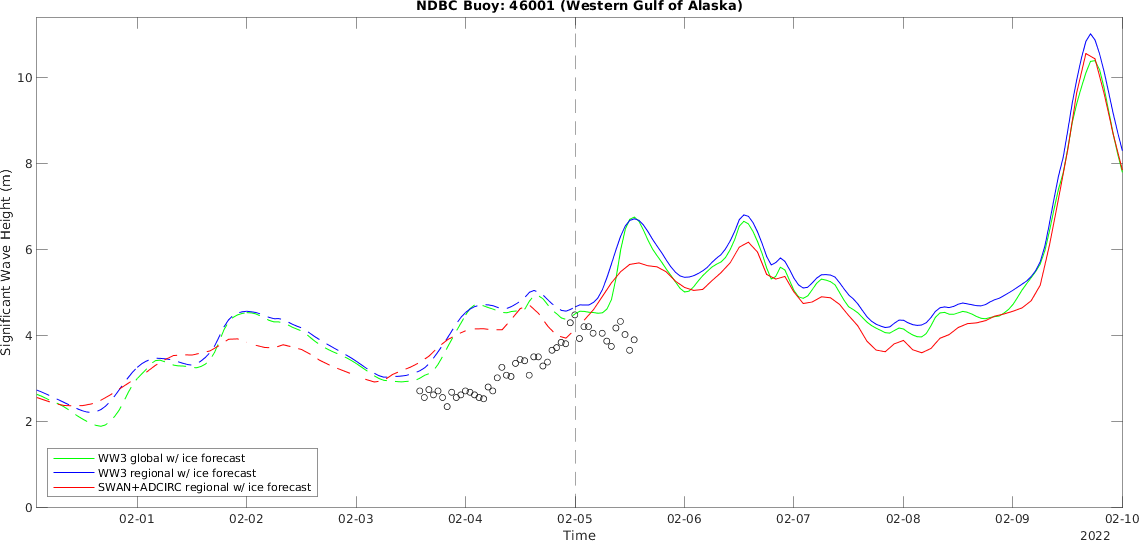 NDBC Buoy: 46001 (Western Gulf of Alaska)
Significant Wave Height (m)
10
8
6
4
2
0
WW3 global w/ ice forecast
WW3 regional w/ ice forecast
SWAN+ADCIRC regional w/ ice forecast
02-01 02-02 02-03 02-04 02-05 02-06 02-07 02-08 02-09 02-10
Time
2022